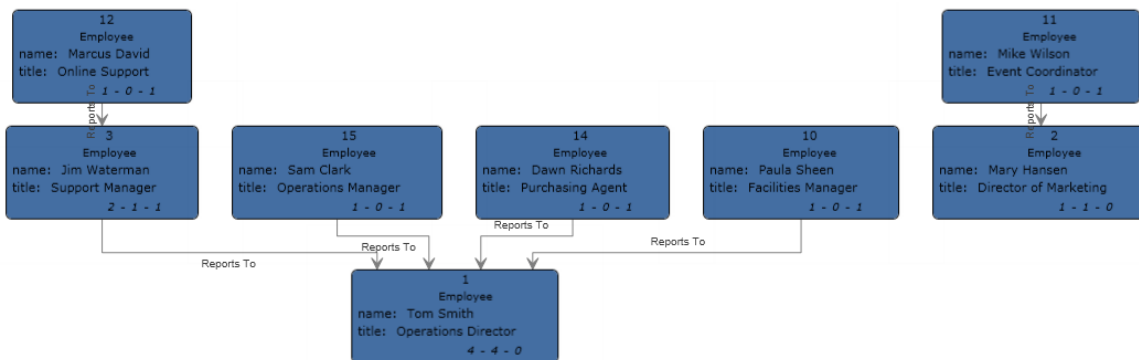 12
Employee
name: Marcus David
title: Online Support
1 - 0 - 1
11
Employee
name: Mike Wilson
title: Event Coordinator
1 - 0 - 1
Reports To
Reports To
3
Employee
name: Jim Waterman
title: Support Manager
2 - 1 - 1
15
Employee
name: Sam Clark
title: Operations Manager
1 - 0 - 1
14
Employee
name: Dawn Richards
title: Purchasing Agent
1 - 0 - 1
10
Employee
name: Paula Sheen
title: Facilities Manager
1 - 0 - 1
2
Employee
name: Mary Hansen
title: Director of Marketing
1 - 1 - 0
Reports To
Reports To
Reports To
Reports To
1
Employee
name: Tom Smith
title: Operations Director
4 - 4 - 0